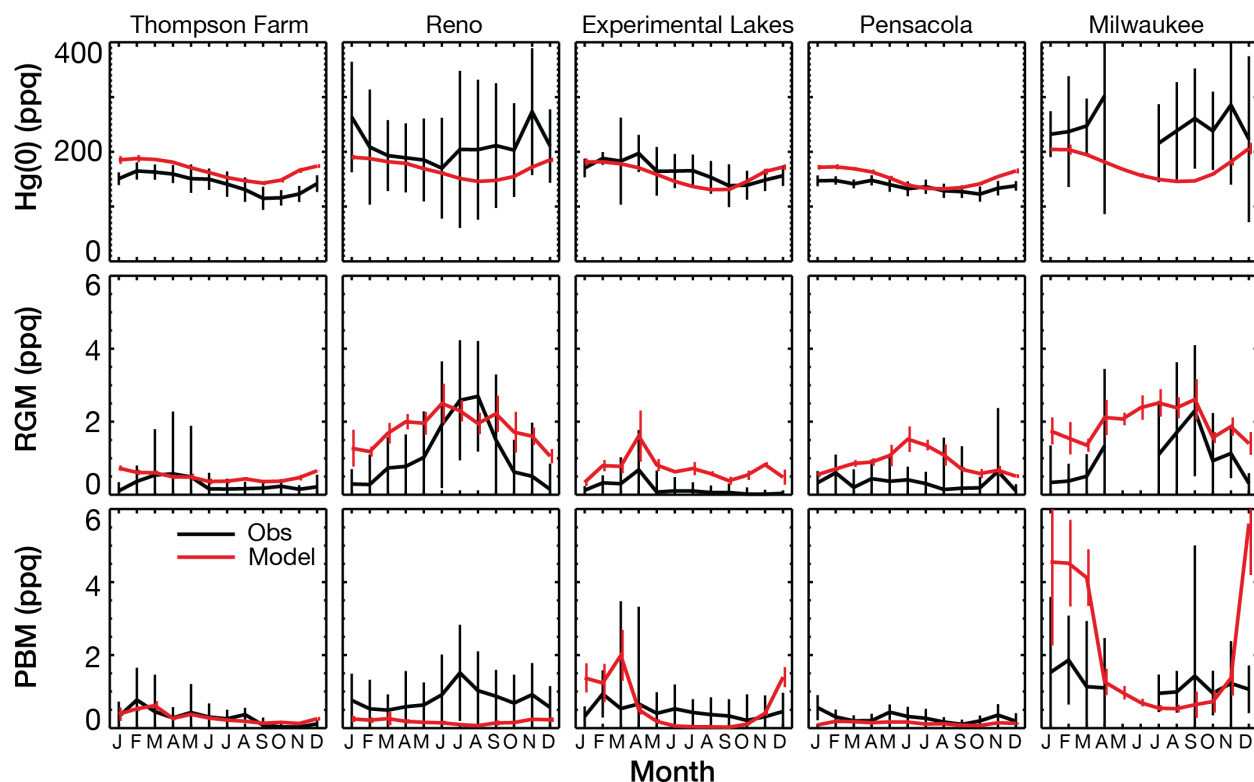 Thompson Farm Reno Experimental Lakes Pensacola Milwaukee
Hg(0) (ppq)
400
200
0
RGM (ppq)
6
4
2
0
PBM (ppq)
6
4
2
0
Obs
Model
J F M A M J J A S O N D J F M A M J J A S O N D J F M A M J J A S O N D J F M A M J J A S O N D J F M A M J J A S O N D
Month